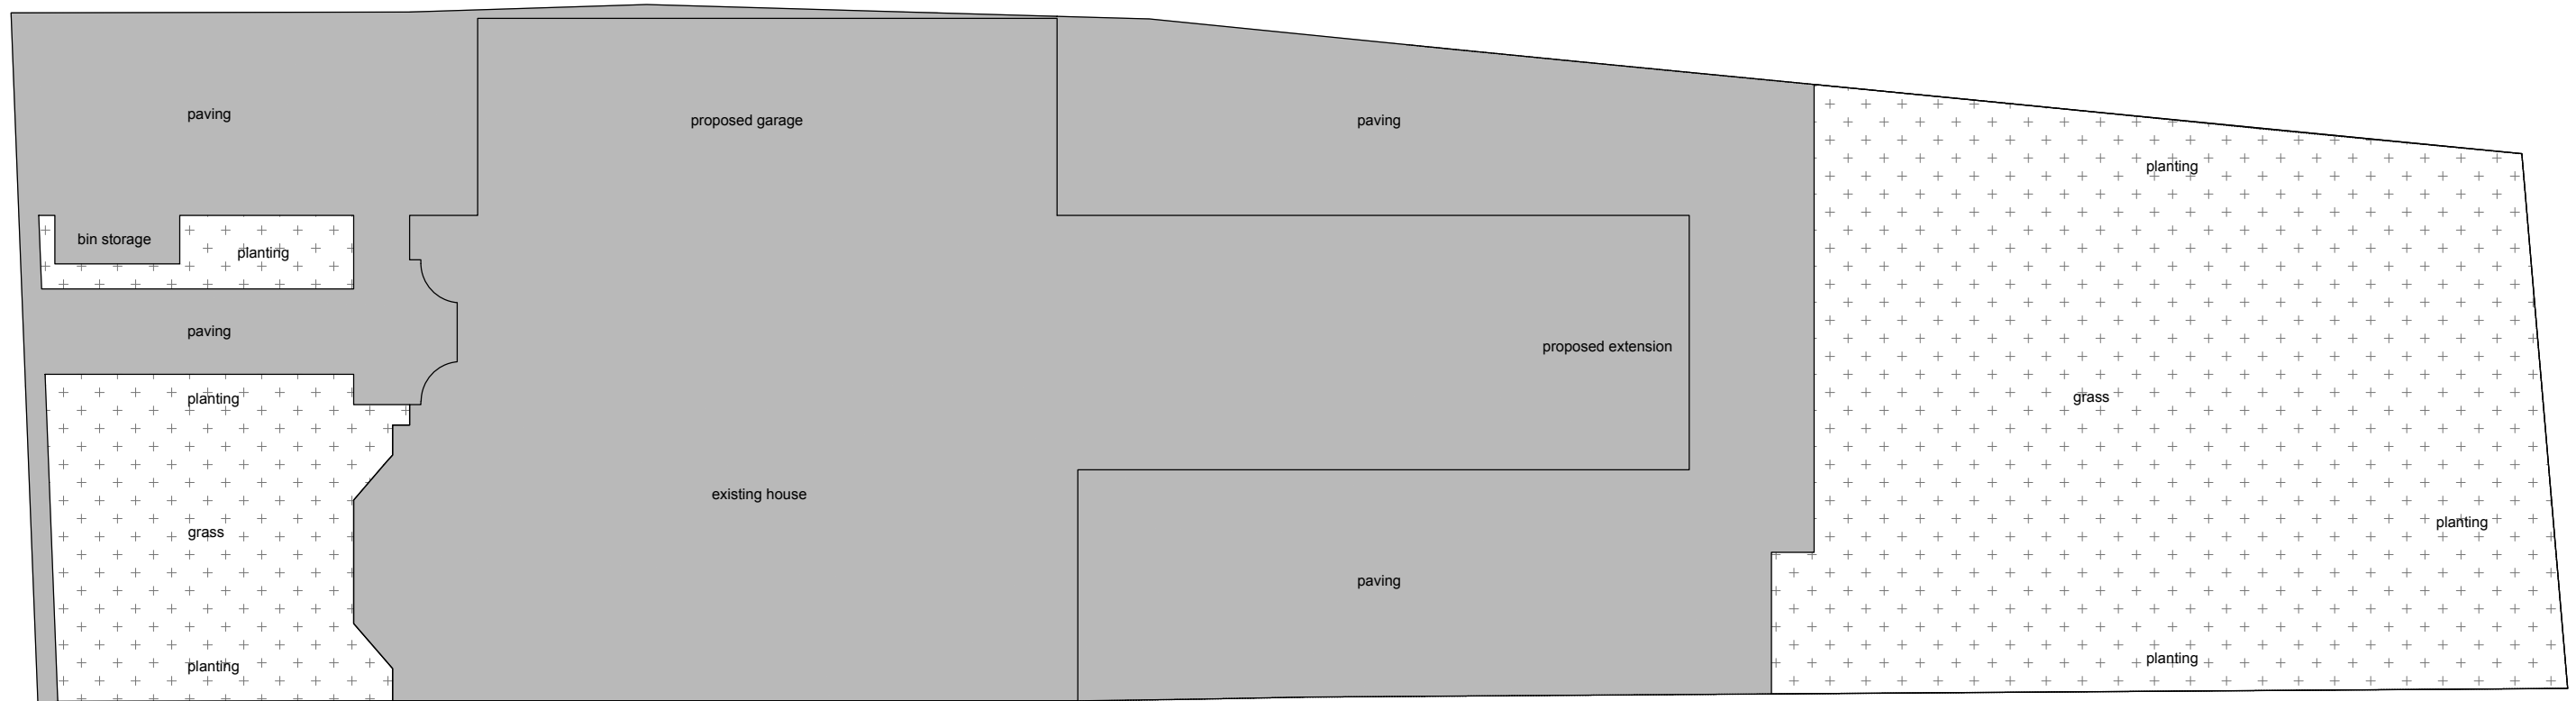 paving
proposed garage
paving
planting
bin storage
planting
paving
proposed extension
planting
grass
existing house
planting
grass
paving
planting
planting